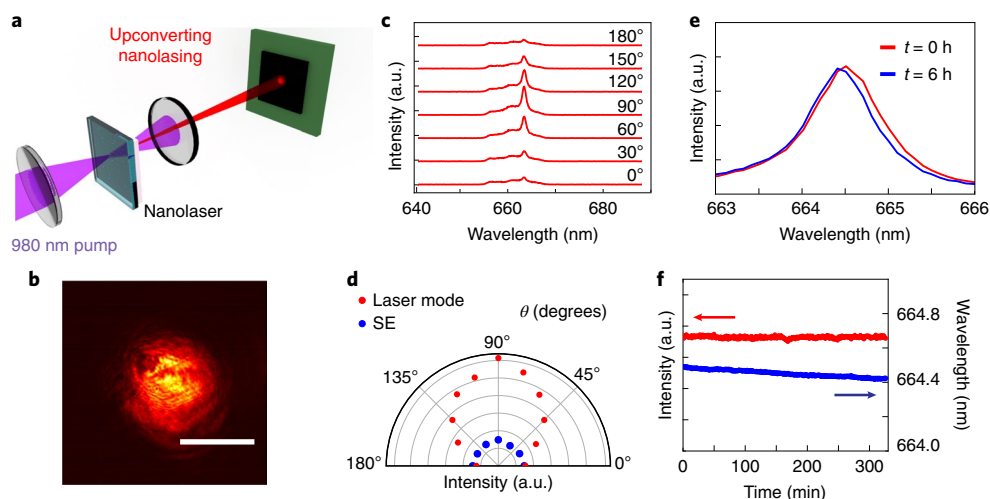 a
Upconverting
nanolasing
Nanolaser
980 nm pump
b
c
Intensity (a.u.)
180°
150°
120°
90°
60°
30°
0°
640 660 680
Wavelength (nm)
d
Laser mode
SE
θ (degrees)
90°
135° 45°
180° 0°
Intensity (a.u.)
e
Intensity (a.u.)
t = 0 h
t = 6 h
663 664 665 666
Wavelength (nm)
f
Intensity (a.u.)
664.8
664.4
664.0
Wavelength (nm)
0 100 200 300
Time (min)